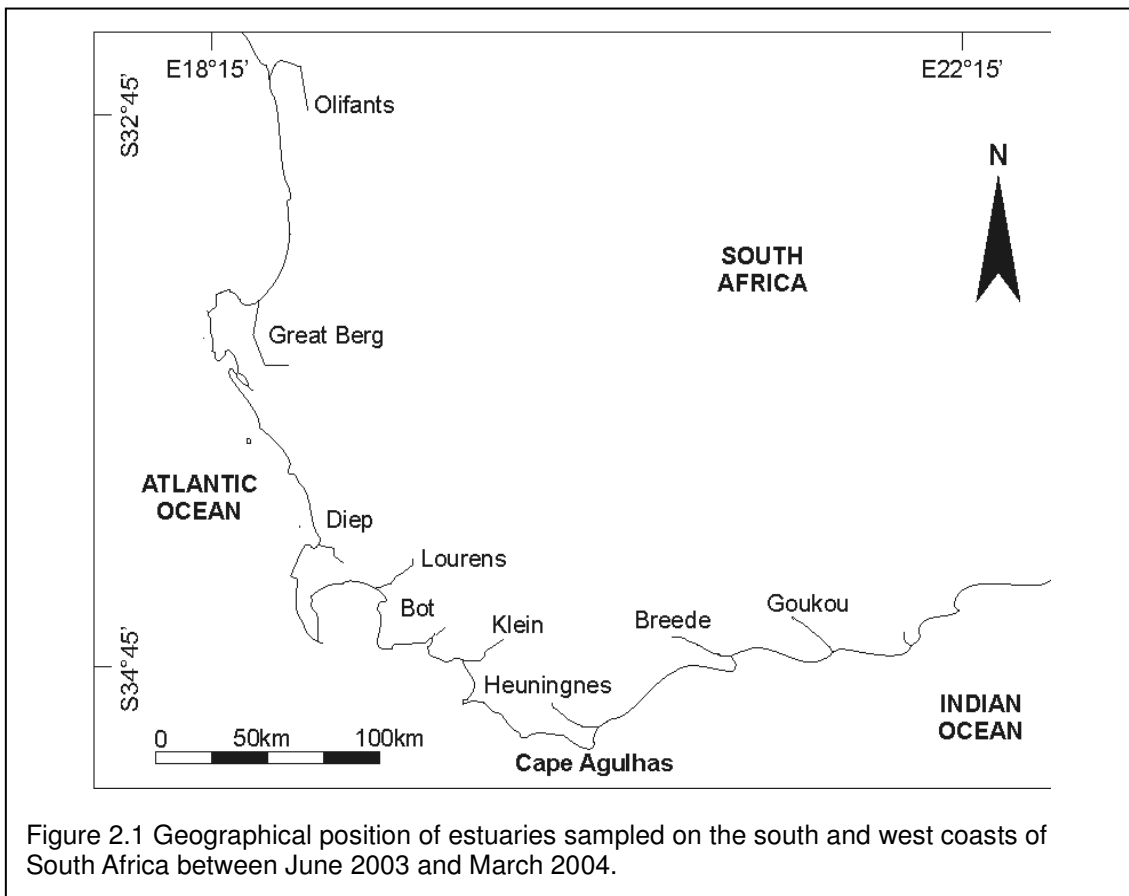 E18°15’
E22°15’
S32°45’
Olifants
N
SOUTH
AFRICA
Great Berg
ATLANTIC
OCEAN
Diep
Lourens
Bot
Klein
Breede
Goukou
S34°45’
Heuningnes
INDIAN
OCEAN
0 50km 100km
Cape Agulhas
Figure 2.1 Geographical position of estuaries sampled on the south and west coasts of
South Africa between June 2003 and March 2004.